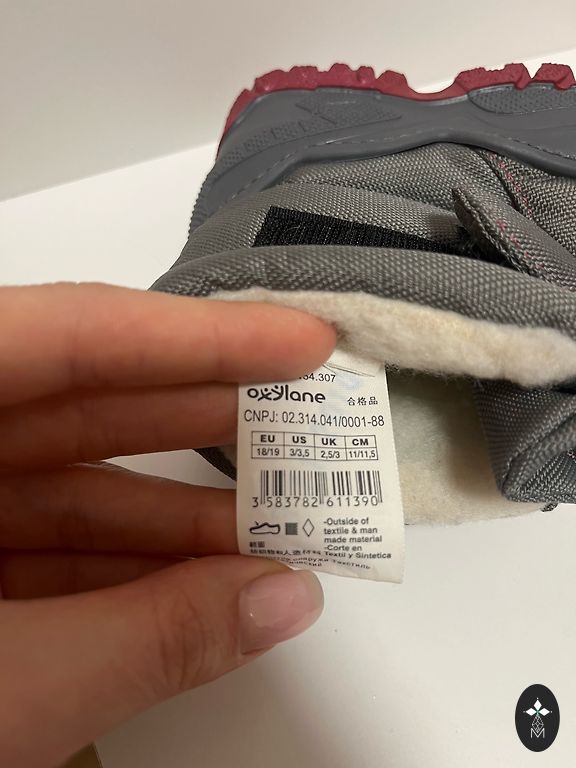 .307
oxylane 合格品
CNPJ: 02.314.041/0001-88
EU US UK CM
18/19 3/3,5 2,5/3 11/11,5
3 583782 611390
-Outside of
textile & man
made material
-Corte en
Textil y Sintetica
M